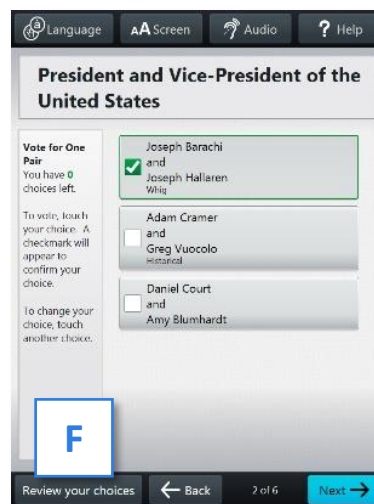 Language
AA Screen
Audio
? Help
President and Vice-President of the
United States
Vote for One
Pair
You have 0
choices left.
To vote, touch
your choice. A
checkmark will
appear to
confirm your
choice.
To change your
choice, touch
another choice.
Joseph Barachi
and
Joseph Hallaren
Whig
Adam Cramer
and
Greg Vuocolo
Historical
Daniel Court
and
Amy Blumhardt
F
Review your choices
← Back
2 of 6
Next →